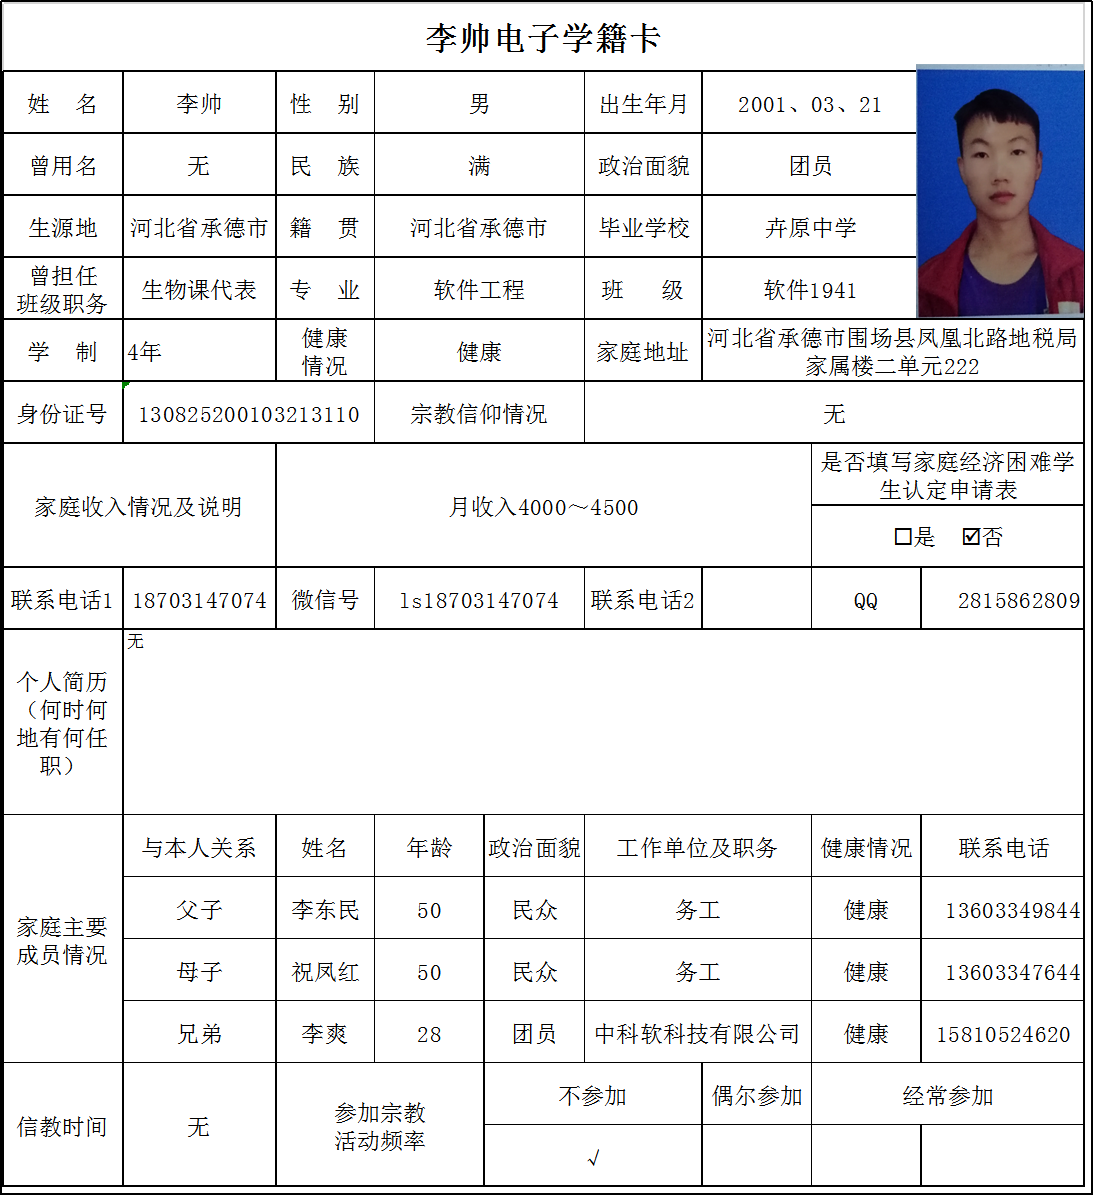 李帅电子学籍卡
姓 名 李帅 性 别 男 出生年月 2001、03、21
曾用名 无 民 族 满 政治面貌 团员
生源地 河北省承德市 籍 贯 河北省承德市 毕业学校 卉原中学
曾担任
班级职务 生物课代表 专 业 软件工程 班 级 软件1941
学 制 4年 健康
情况 健康 家庭地址 河北省承德市围场县凤凰北路地税局
家属楼二单元222
身份证号 130825200103213110 宗教信仰情况 无
家庭收入情况及说明 月收入4000～4500 是否填写家庭经济困难学
生认定申请表
☐是 ☑否
联系电话1 18703147074 微信号 ls18703147074 联系电话2 QQ 2815862809
个人简历
（何时何
地有何任
职） 无
家庭主要
成员情况
与本人关系 姓名 年龄 政治面貌 工作单位及职务 健康情况 联系电话
父子 李东民 50 民众 务工 健康 13603349844
母子 祝凤红 50 民众 务工 健康 13603347644
兄弟 李爽 28 团员 中科软科技有限公司 健康 15810524620
信教时间 无 参加宗教
活动频率 不参加 偶尔参加 经常参加
√